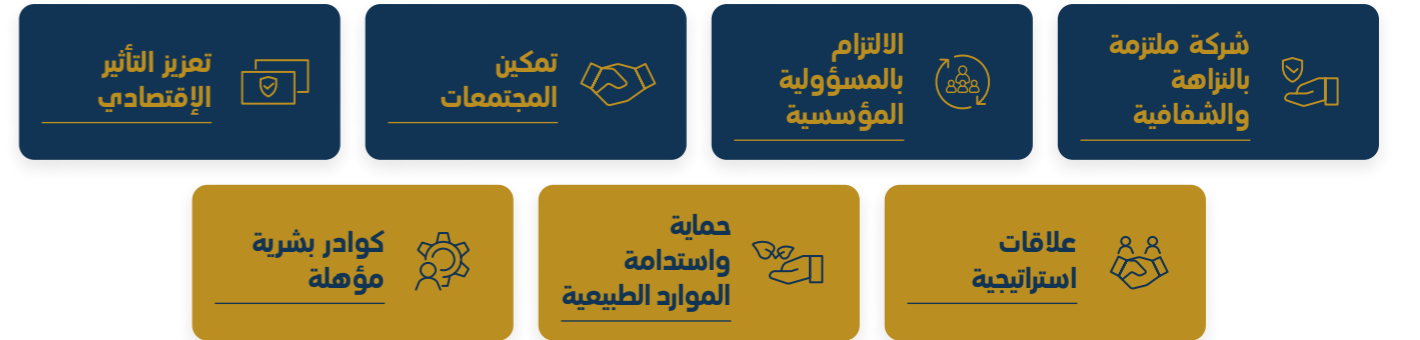 شركة ملتزمة
بالنزاهة
والشفافية
الالتزام
بالمسؤولية
المؤسسية
تمكين
المجتمعات
تعزيز التأثير
الإقتصادي
علاقات
استراتيجية
حماية
واستدامة
الموارد الطبيعية
كوادر بشرية
مؤهلة